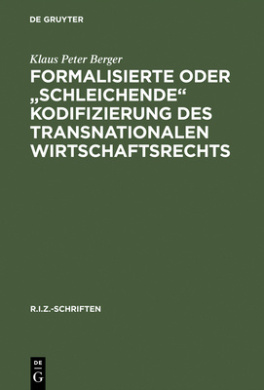 DE GRUYTER
Klaus Peter Berger
FORMALISIERTE ODER
„SCHLEICHENDE“
KODIFIZIERUNG DES
TRANSNATIONALEN
WIRTSCHAFTSRECHTS
R.I.Z.-SCHRIFTEN
DE
G